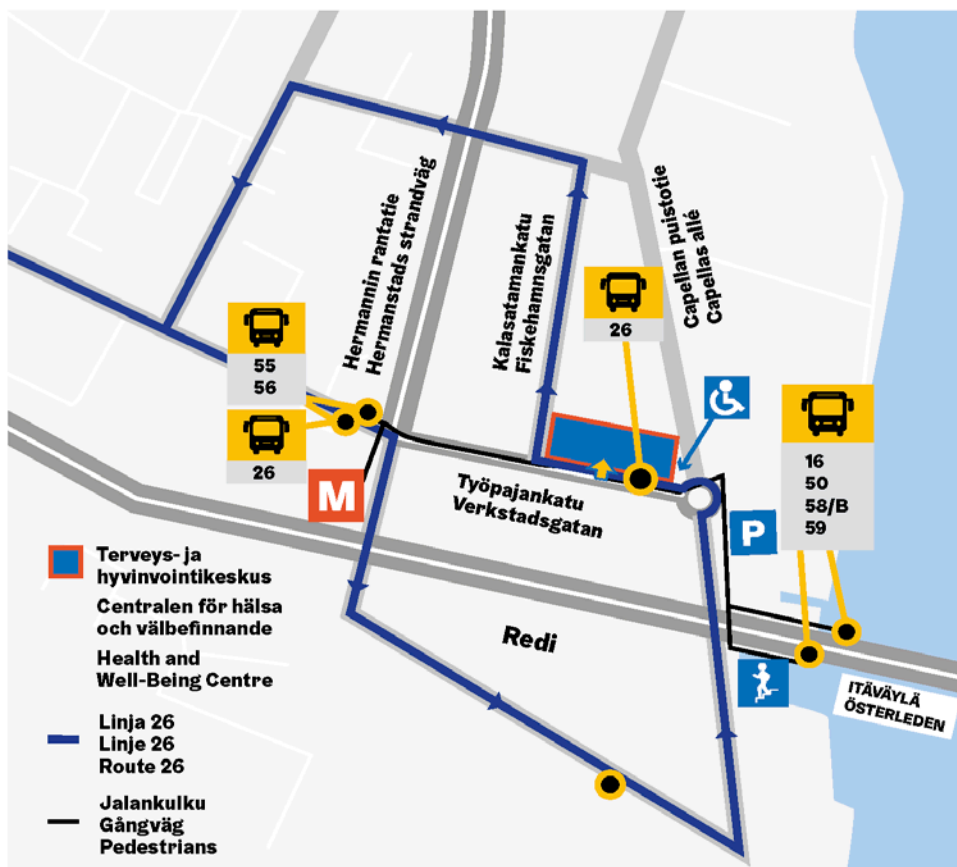 Hermannin rantatie
Hermanstads strandväg
Kalasatamankatu
Fiskehamnsgatan
Capellan puistotie
Capellas allé
26
55
56
26
M
Työpajankatu
Verkstadsgatan
P
16
50
58/B
59
Redi
ITÄVÄYLÄ
ÖSTERLEDEN
Terveys- ja
hyvinvointikeskus
Centralen för hälsa
och välbefinnande
Health and
Well-Being Centre
Linja 26
Linje 26
Route 26
Jalankulku
Gångväg
Pedestrians